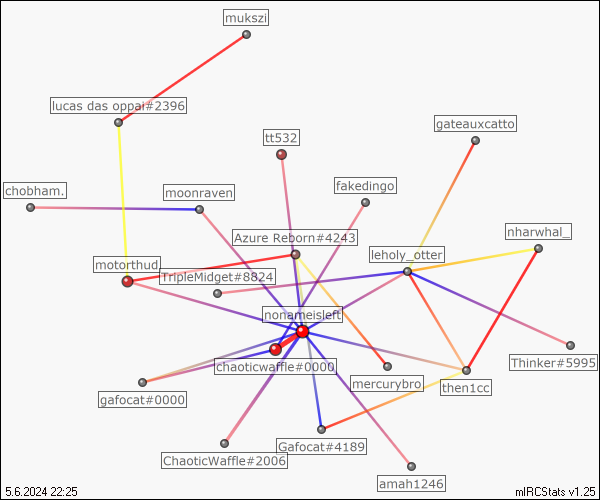 mukszi
lucas das oppai#2396
tt532
gateauxcatto
chobham.
moonraven
fakedingo
Azure Reborn#4243
nharwhal_
leholy_otter
motorthud
TripleMidget#8824
nonameisleft
chaoticwaffle#0000
Thinker#5995
mercurybro
then1cc
gafocat#0000
Gafocat#4189
ChaoticWaffle#2006
amah1246
5.6.2024 22:25
mIRCStats v1.25